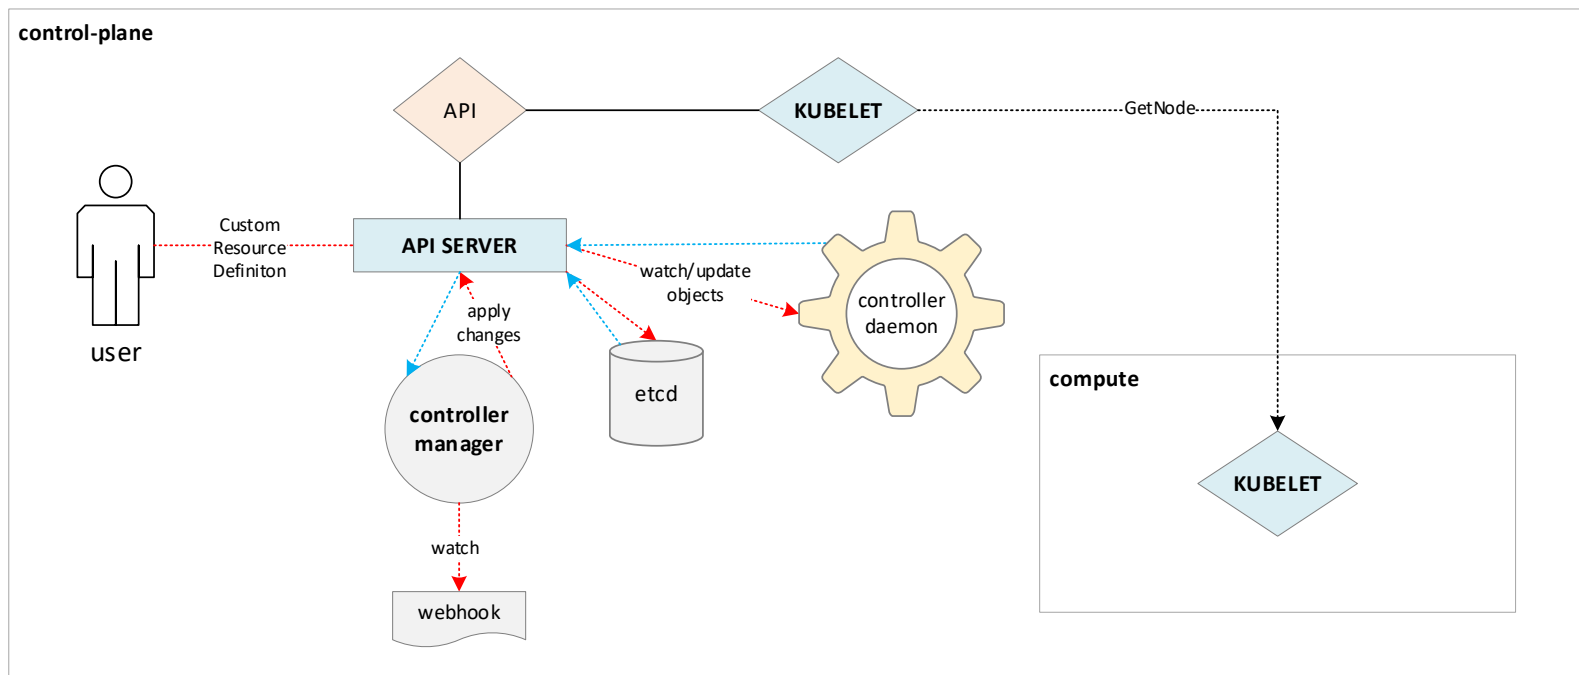 control-plane
API
KUBELET
GetNode
Custom
Resource
Definiton
API SERVER
watch/update
objects
controller
daemon
apply
changes
user
etcd
compute
controller
manager
KUBELET
watch
webhook